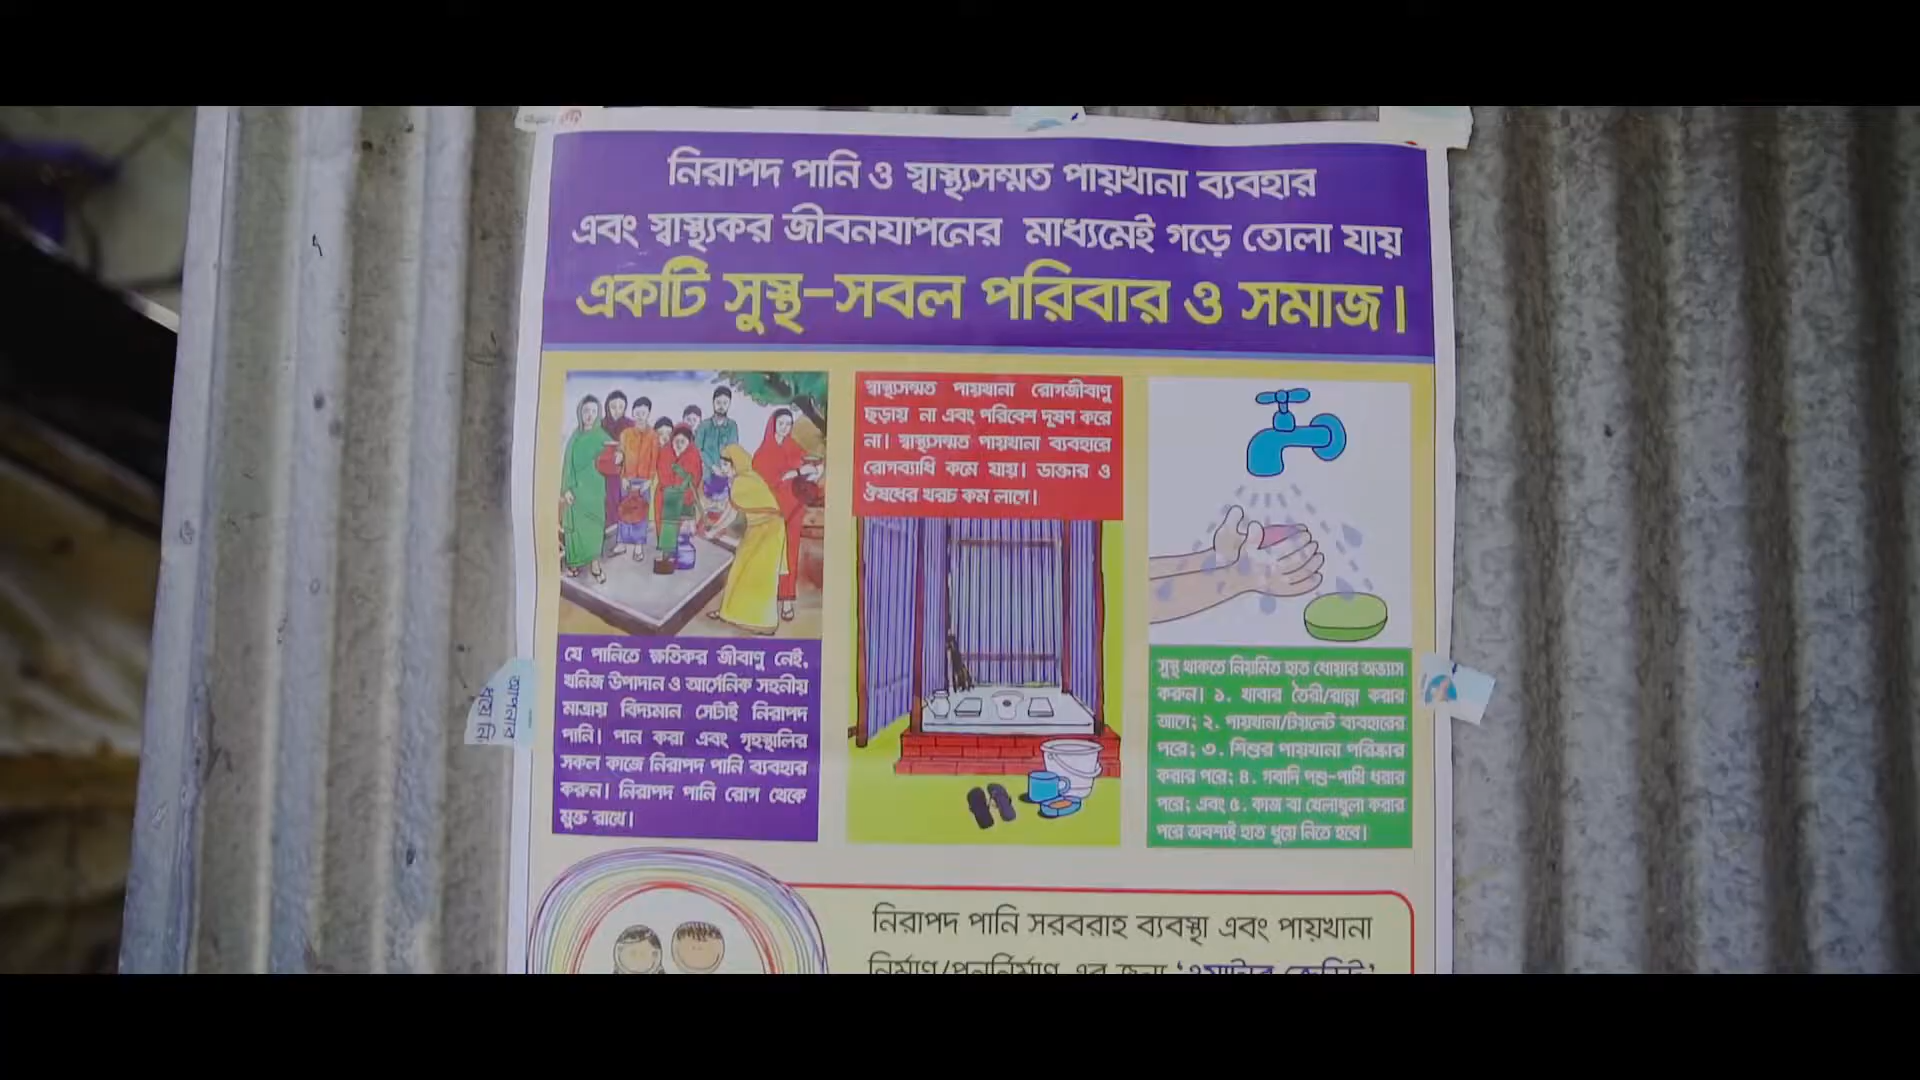 নিরাপদ পানি ও স্বাস্থ্যসম্মত পায়খানা ব্যবহার
এবং স্বাস্থ্যকর জীবনযাপনের মাধ্যমেই গড়ে তোলা যায়
একটি সুস্থ-সবল পরিবার ও সমাজ।
যে পানিতে ক্ষতিকর জীবাণু নেই,
খনিজ উপাদান ও আর্সেনিক সহনীয়
মাত্রায় বিদ্যমান সেটাই নিরাপদ
পানি। পান করা এবং গৃহস্থালির
সকল কাজে নিরাপদ পানি ব্যবহার
করুন। নিরাপদ পানি রোগ থেকে
মুক্ত রাখে।
স্বাস্থ্যসম্মত পায়খানা রোগজীবাণু
ছড়ায় না এবং পরিবেশ দূষণ করে
না। স্বাস্থ্যসম্মত পায়খানা ব্যবহারে
রোগব্যাধি কমে যায়। ডাক্তার ও
ঔষধের খরচ কম লাগে।
সুস্থ থাকতে নিয়মিত হাত ধোয়ার অভ্যাস
করুন। ১. খাবার তৈরী/রান্না করার
আগে; ২. পায়খানা/টয়লেট ব্যবহারের
পরে; ৩. শিশুর পায়খানা পরিষ্কার
করার পরে; ৪. গবাদি পশু-পাখি ধরার
পরে; এবং ৫. কাজ বা খেলাধুলা করার
পরে অবশ্যই হাত ধুয়ে নিতে হবে।
নিরাপদ পানি সরবরাহ ব্যবস্থা এবং পায়খানা
নির্মাণ/পুনর্নির্মাণ এর জন্য ‘ওয়াটার ক্রেডিট’